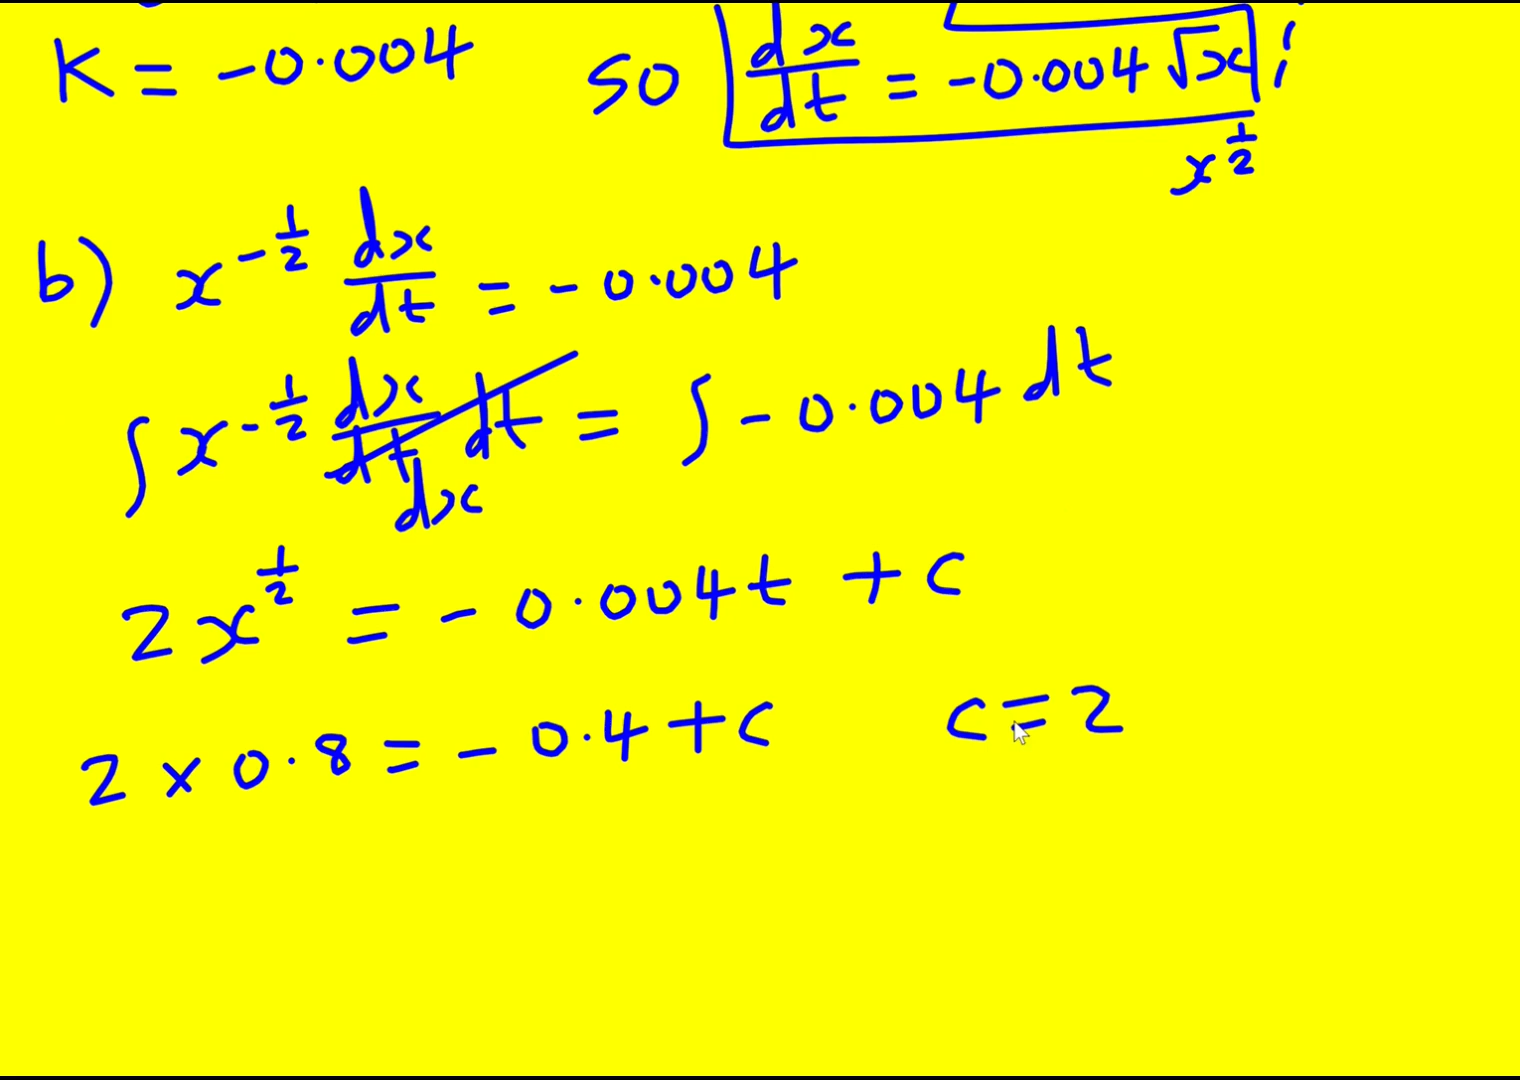 K = -0.004 so dx/dt = -0.004 √x ;
x^1/2
b) x^-1/2 dx/dt = -0.004
∫ x^-1/2 dx/dt dt = ∫ -0.004 dt
dx
2x^1/2 = -0.004t + c
2 × 0.8 = -0.4 + c c = 2